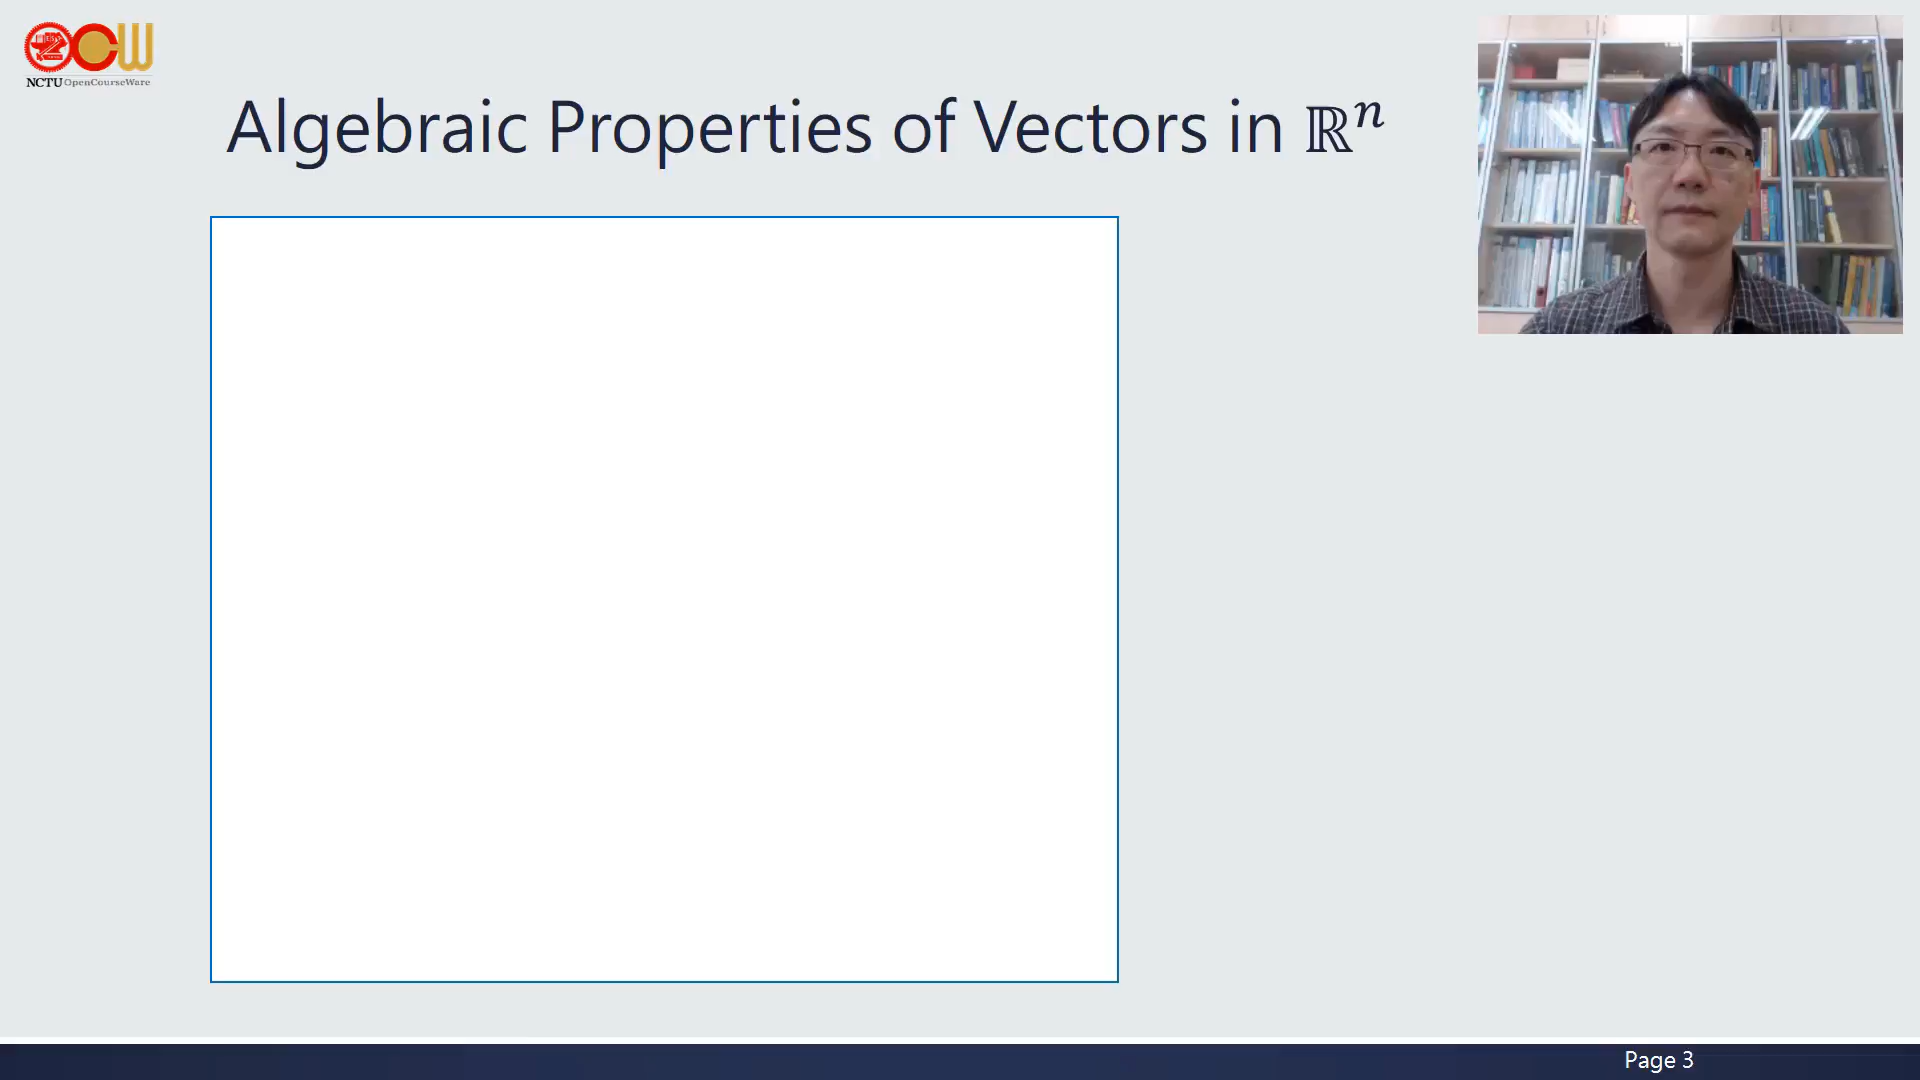 NCTU OpenCourseWare
Algebraic Properties of Vectors in ℝⁿ
Page 3